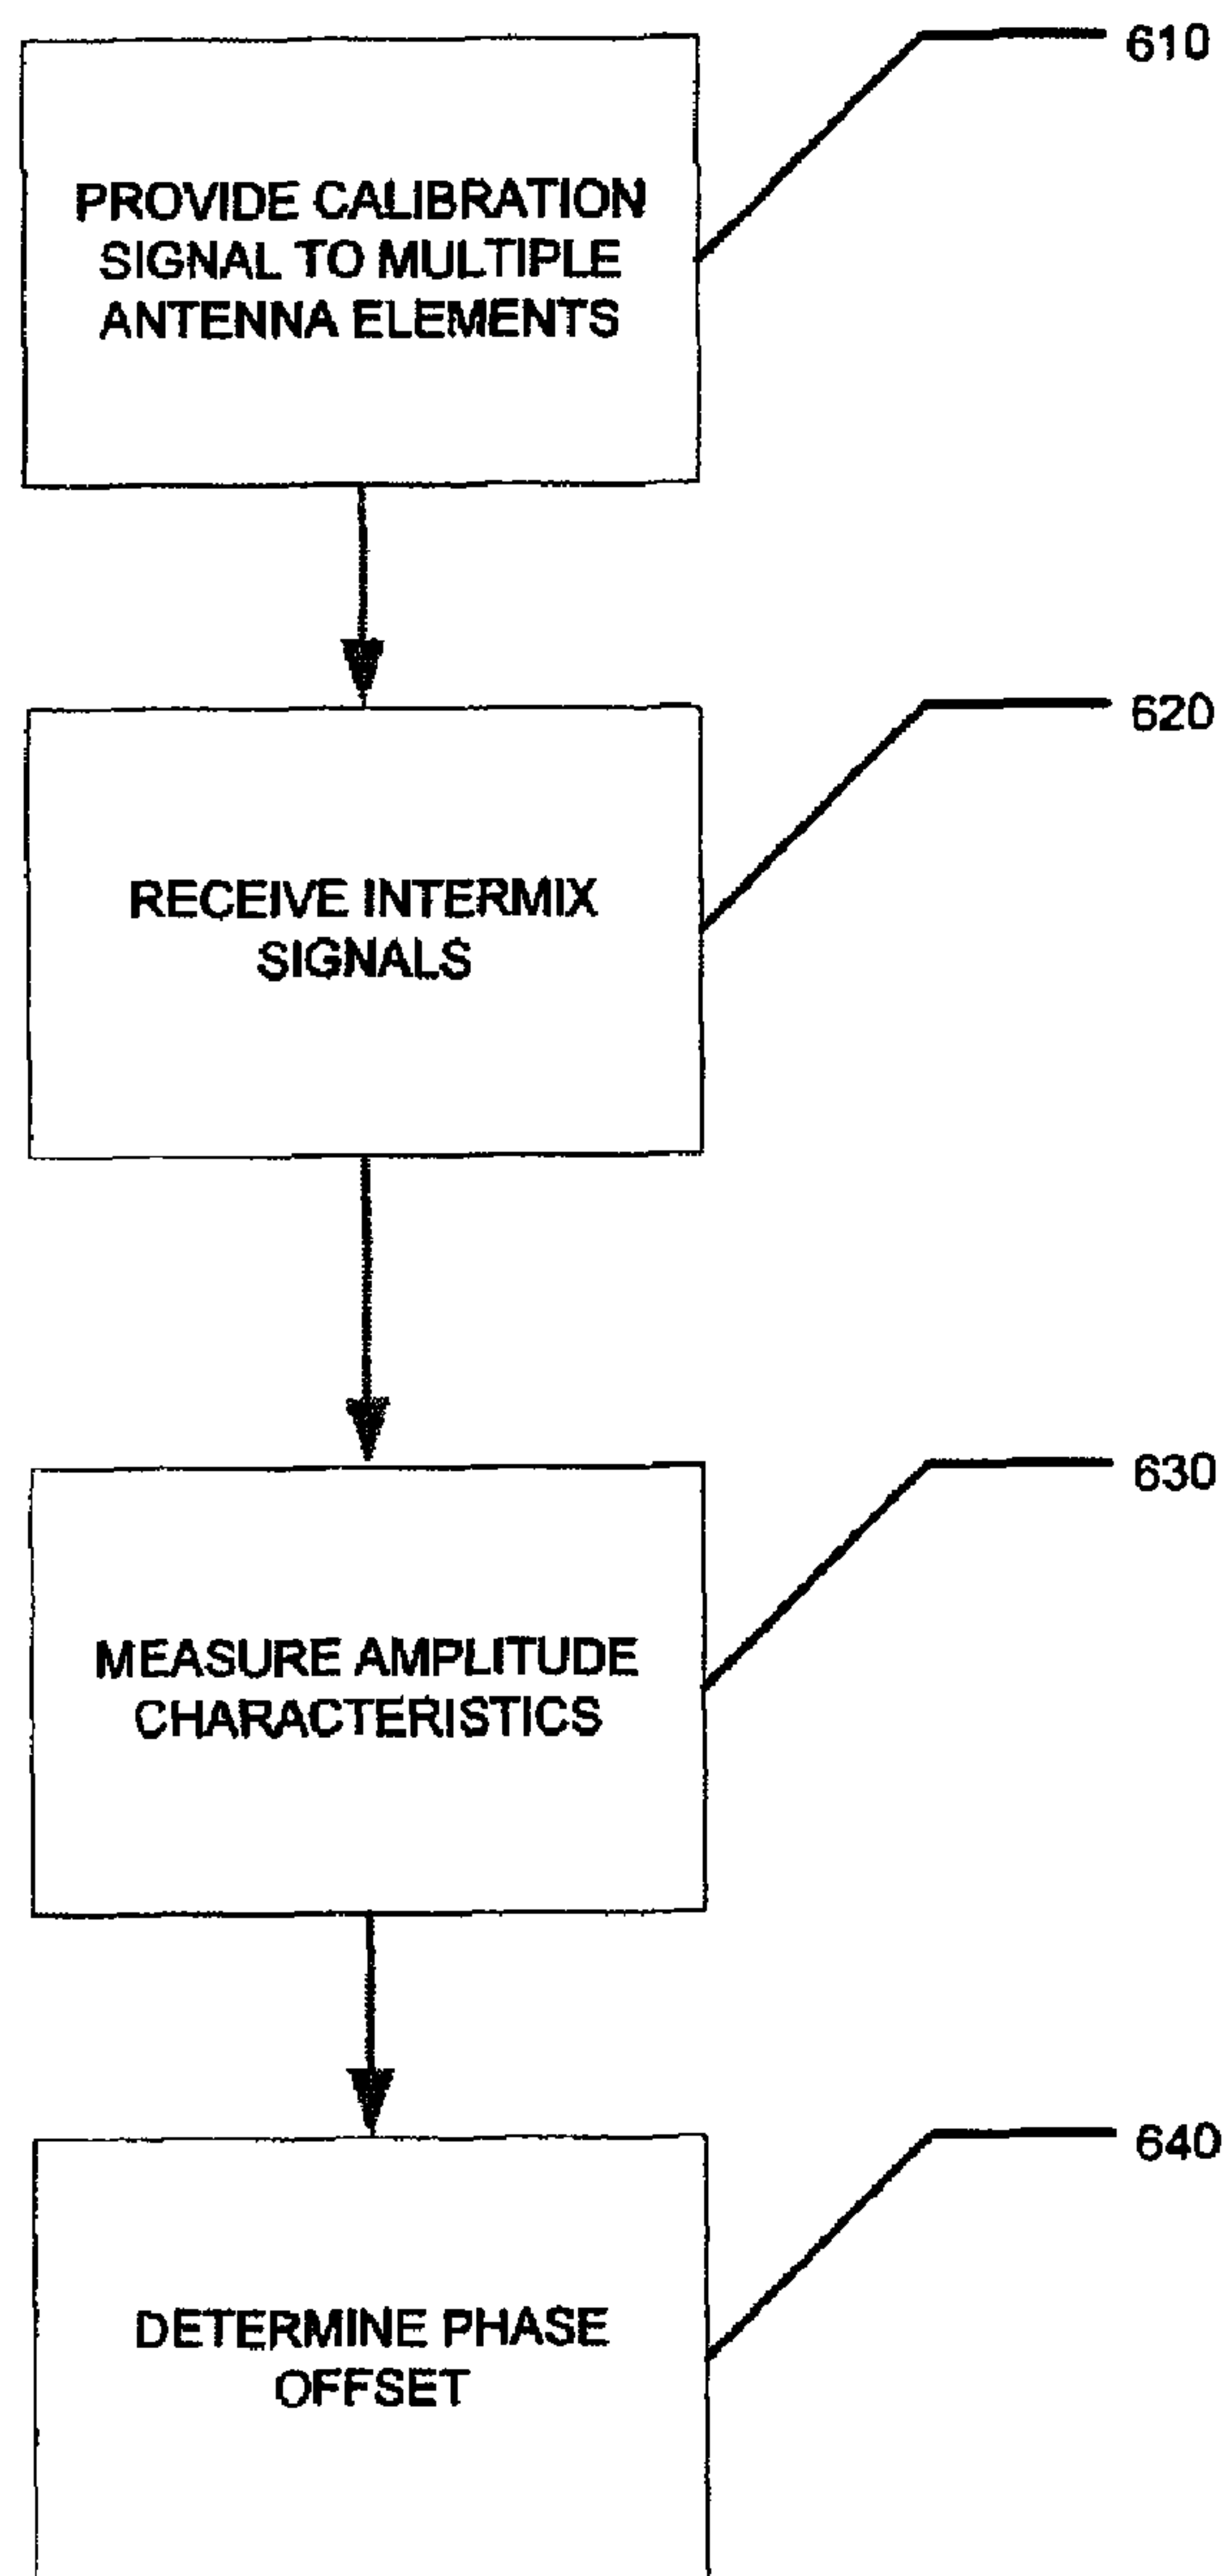 610
PROVIDE CALIBRATION
SIGNAL TO MULTIPLE
ANTENNA ELEMENTS
620
RECEIVE INTERMIX
SIGNALS
630
MEASURE AMPLITUDE
CHARACTERISTICS
640
DETERMINE PHASE
OFFSET